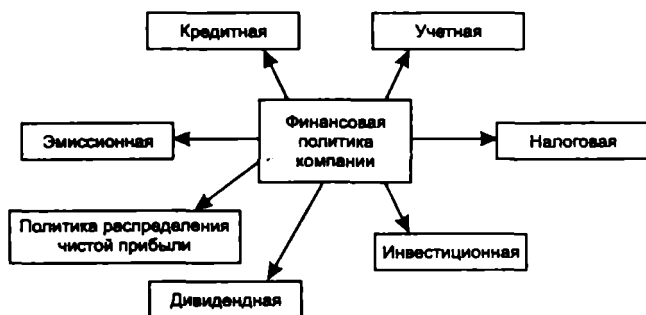 Кредитная
Учетная
Финансовая
политика
компании
Эмиссионная
Налоговая
Политика распределения
чистой прибыли
Инвестиционная
Дивидендная